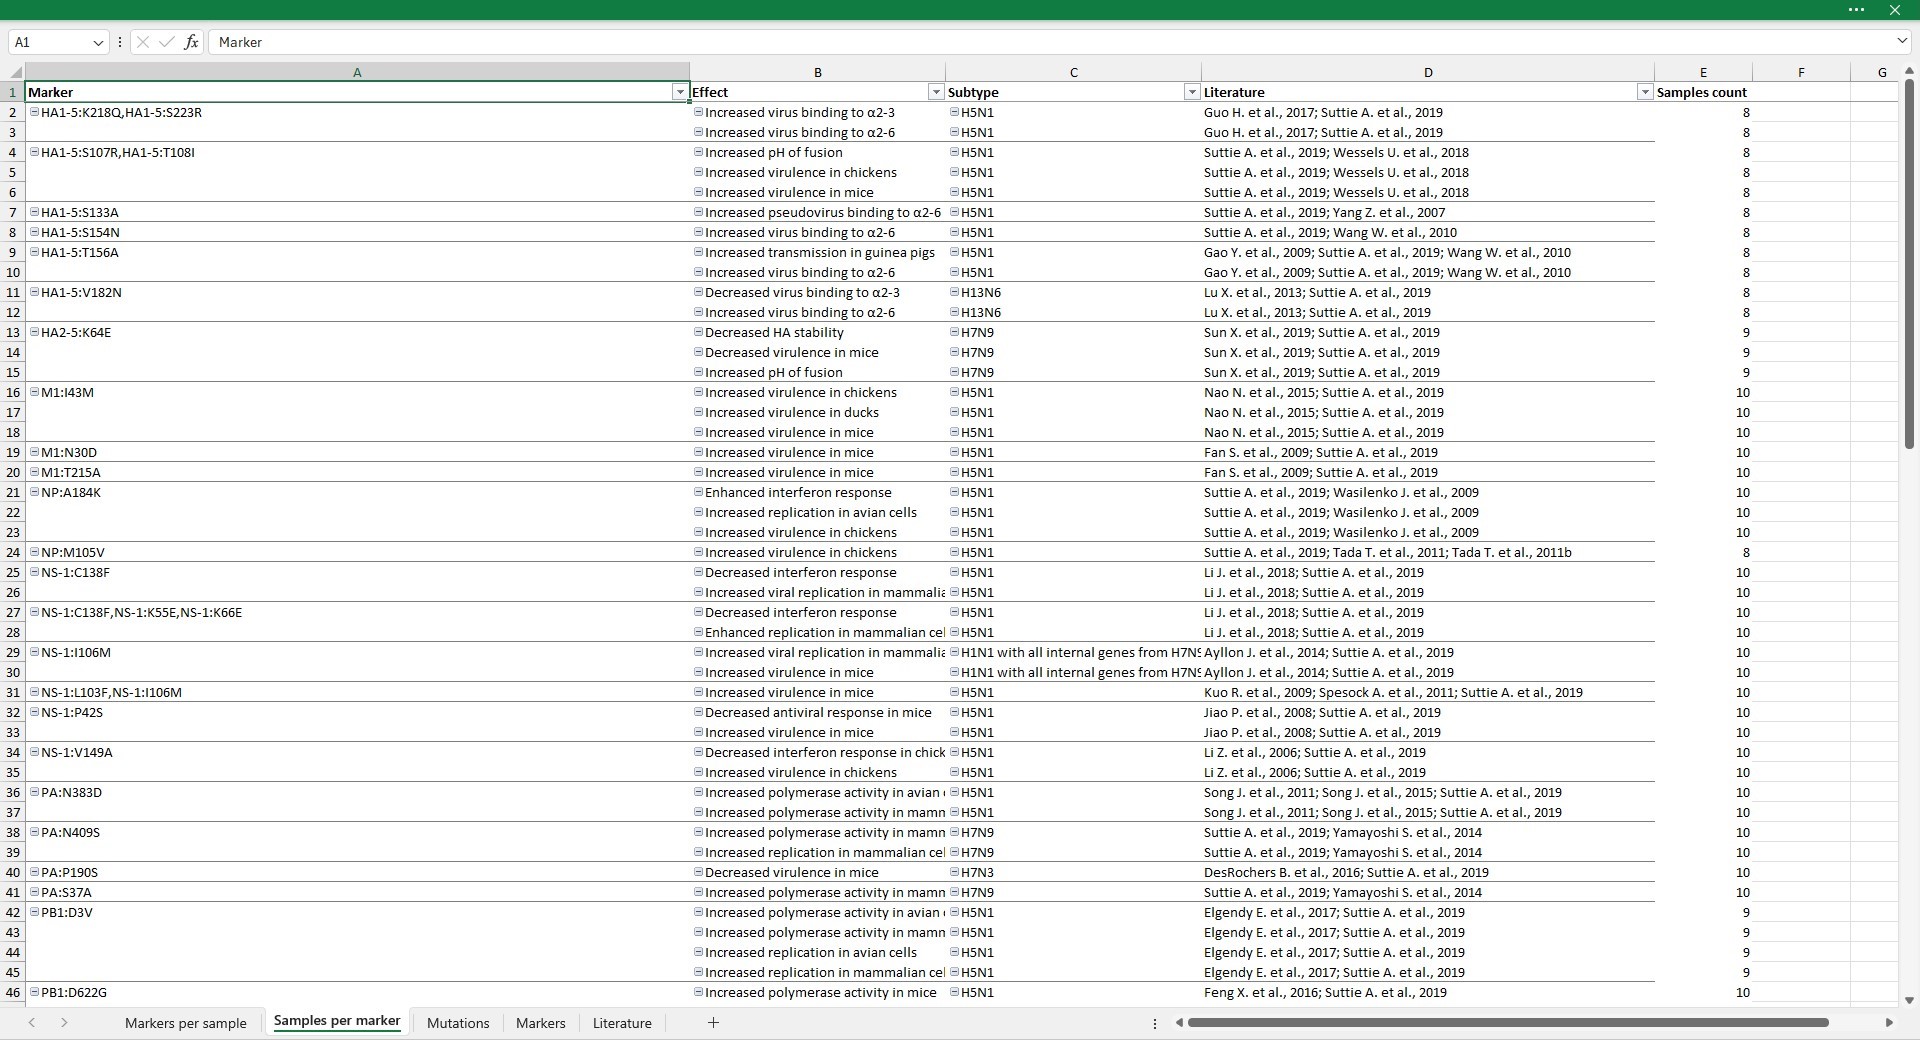 A1 fx Marker
A B C D E F G
1 Marker Effect Subtype Literature Samples count
2 HA1-5:K218Q,HA1-5:S223R Increased virus binding to α2-3 H5N1 Guo H. et al., 2017; Suttie A. et al., 2019 8
3 Increased virus binding to α2-6 H5N1 Guo H. et al., 2017; Suttie A. et al., 2019 8
4 HA1-5:S107R,HA1-5:T108I Increased pH of fusion H5N1 Suttie A. et al., 2019; Wessels U. et al., 2018 8
5 Increased virulence in chickens H5N1 Suttie A. et al., 2019; Wessels U. et al., 2018 8
6 Increased virulence in mice H5N1 Suttie A. et al., 2019; Wessels U. et al., 2018 8
7 HA1-5:S133A Increased pseudovirus binding to α2-6 H5N1 Suttie A. et al., 2019; Yang Z. et al., 2007 8
8 HA1-5:S154N Increased virus binding to α2-6 H5N1 Suttie A. et al., 2019; Wang W. et al., 2010 8
9 HA1-5:T156A Increased transmission in guinea pigs H5N1 Gao Y. et al., 2009; Suttie A. et al., 2019; Wang W. et al., 2010 8
10 Increased virus binding to α2-6 H5N1 Gao Y. et al., 2009; Suttie A. et al., 2019; Wang W. et al., 2010 8
11 HA1-5:V182N Decreased virus binding to α2-3 H13N6 Lu X. et al., 2013; Suttie A. et al., 2019 8
12 Increased virus binding to α2-6 H13N6 Lu X. et al., 2013; Suttie A. et al., 2019 8
13 HA2-5:K64E Decreased HA stability H7N9 Sun X. et al., 2019; Suttie A. et al., 2019 9
14 Decreased virulence in mice H7N9 Sun X. et al., 2019; Suttie A. et al., 2019 9
15 Increased pH of fusion H7N9 Sun X. et al., 2019; Suttie A. et al., 2019 9
16 M1:I43M Increased virulence in chickens H5N1 Nao N. et al., 2015; Suttie A. et al., 2019 10
17 Increased virulence in ducks H5N1 Nao N. et al., 2015; Suttie A. et al., 2019 10
18 Increased virulence in mice H5N1 Nao N. et al., 2015; Suttie A. et al., 2019 10
19 M1:N30D Increased virulence in mice H5N1 Fan S. et al., 2009; Suttie A. et al., 2019 10
20 M1:T215A Increased virulence in mice H5N1 Fan S. et al., 2009; Suttie A. et al., 2019 10
21 NP:A184K Enhanced interferon response H5N1 Suttie A. et al., 2019; Wasilenko J. et al., 2009 10
22 Increased replication in avian cells H5N1 Suttie A. et al., 2019; Wasilenko J. et al., 2009 10
23 Increased virulence in chickens H5N1 Suttie A. et al., 2019; Wasilenko J. et al., 2009 10
24 NP:M105V Increased virulence in chickens H5N1 Suttie A. et al., 2019; Tada T. et al., 2011; Tada T. et al., 2011b 8
25 NS-1:C138F Decreased interferon response H5N1 Li J. et al., 2018; Suttie A. et al., 2019 10
26 Increased viral replication in mammalia H5N1 Li J. et al., 2018; Suttie A. et al., 2019 10
27 NS-1:C138F,NS-1:K55E,NS-1:K66E Decreased interferon response H5N1 Li J. et al., 2018; Suttie A. et al., 2019 10
28 Enhanced replication in mammalian cel H5N1 Li J. et al., 2018; Suttie A. et al., 2019 10
29 NS-1:I106M Increased viral replication in mammalia H1N1 with all internal genes from H7N9 Ayllon J. et al., 2014; Suttie A. et al., 2019 10
30 Increased virulence in mice H1N1 with all internal genes from H7N9 Ayllon J. et al., 2014; Suttie A. et al., 2019 10
31 NS-1:L103F,NS-1:I106M Increased virulence in mice H5N1 Kuo R. et al., 2009; Spesock A. et al., 2011; Suttie A. et al., 2019 10
32 NS-1:P42S Decreased antiviral response in mice H5N1 Jiao P. et al., 2008; Suttie A. et al., 2019 10
33 Increased virulence in mice H5N1 Jiao P. et al., 2008; Suttie A. et al., 2019 10
34 NS-1:V149A Decreased interferon response in chick H5N1 Li Z. et al., 2006; Suttie A. et al., 2019 10
35 Increased virulence in chickens H5N1 Li Z. et al., 2006; Suttie A. et al., 2019 10
36 PA:N383D Increased polymerase activity in avian H5N1 Song J. et al., 2011; Song J. et al., 2015; Suttie A. et al., 2019 10
37 Increased polymerase activity in mamn H5N1 Song J. et al., 2011; Song J. et al., 2015; Suttie A. et al., 2019 10
38 PA:N409S Increased polymerase activity in mamn H7N9 Suttie A. et al., 2019; Yamayoshi S. et al., 2014 10
39 Increased replication in mammalian cel H7N9 Suttie A. et al., 2019; Yamayoshi S. et al., 2014 10
40 PA:P190S Decreased virulence in mice H7N3 DesRochers B. et al., 2016; Suttie A. et al., 2019 10
41 PA:S37A Increased polymerase activity in mamn H7N9 Suttie A. et al., 2019; Yamayoshi S. et al., 2014 10
42 PB1:D3V Increased polymerase activity in avian H5N1 Elgendy E. et al., 2017; Suttie A. et al., 2019 9
43 Increased polymerase activity in mamn H5N1 Elgendy E. et al., 2017; Suttie A. et al., 2019 9
44 Increased replication in avian cells H5N1 Elgendy E. et al., 2017; Suttie A. et al., 2019 9
45 Increased replication in mammalian cel H5N1 Elgendy E. et al., 2017; Suttie A. et al., 2019 9
46 PB1:D622G Increased polymerase activity in mice H5N1 Feng X. et al., 2016; Suttie A. et al., 2019 10
Markers per sample Samples per marker Mutations Markers Literature